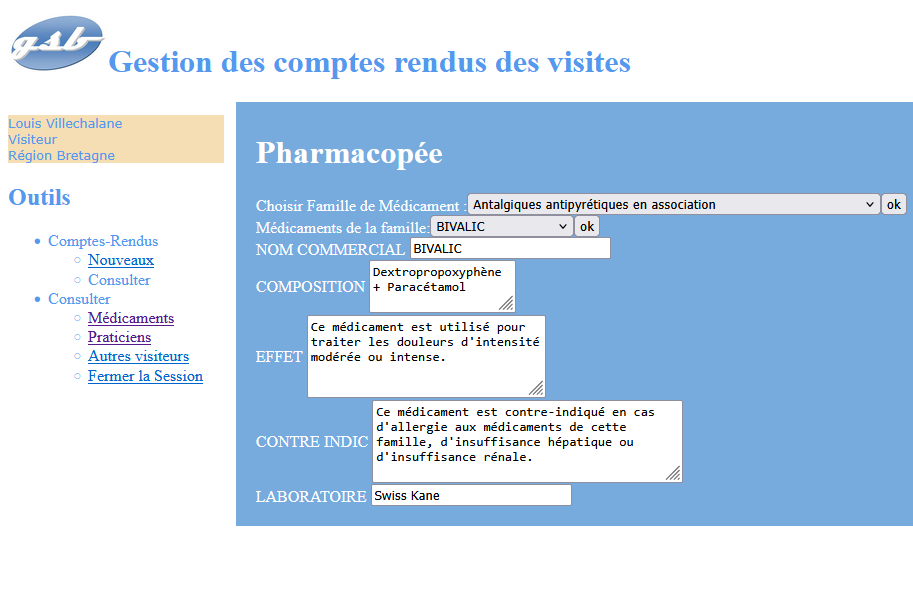 gsb
Gestion des comptes rendus des visites
Louis Villechalane
Visiteur
Région Bretagne
Outils
Comptes-Rendus
Nouveaux
Consulter
Consulter
Médicaments
Praticiens
Autres visiteurs
Fermer la Session
Pharmacopée
Choisir Famille de Médicament : Antalgiques antipyrétiques en association ok
Médicaments de la famille: BIVALIC ok
NOM COMMERCIAL BIVALIC
COMPOSITION Dextropropoxyphène
+ Paracétamol
EFFET Ce médicament est utilisé pour
traiter les douleurs d'intensité
modérée ou intense.
CONTRE INDIC Ce médicament est contre-indiqué en cas
d'allergie aux médicaments de cette
famille, d'insuffisance hépatique ou
d'insuffisance rénale.
LABORATOIRE Swiss Kane